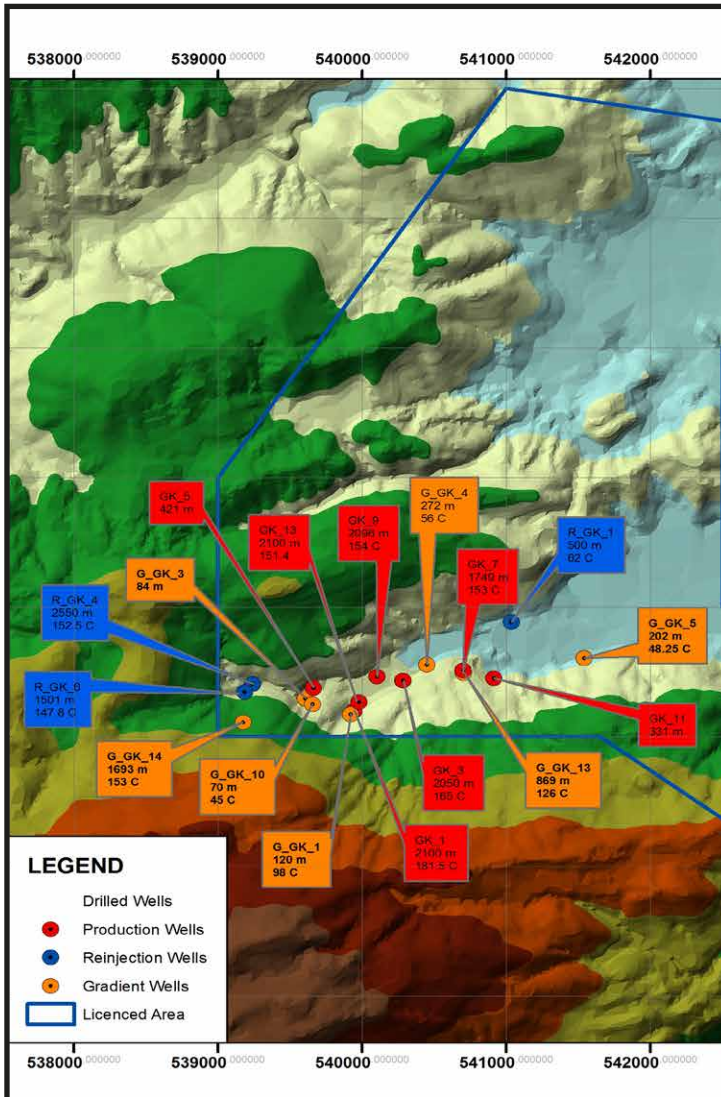 538000.000000 539000.000000 540000.000000 541000.000000 542000.000000
GK_5
421 m
GK_13
2100 m
151.4
GK_9
2096 m
154 C
G_GK_4
272 m
56 C
R_GK_1
500 m
62 C
GK_7
1749 m
153 C
G_GK_3
84 m
R_GK_4
2550 m
152.5 C
G_GK_5
202 m
48.25 C
R_GK_6
1501 m
147.8 C
GK_11
331 m
G_GK_14
1693 m
153 C
G_GK_10
70 m
45 C
GK_3
2050 m
165 C
G_GK_13
869 m
126 C
G_GK_1
120 m
98 C
GK_1
2100 m
181.5 C
LEGEND
Drilled Wells
Production Wells
Reinjection Wells
Gradient Wells
Licenced Area
538000.000000 539000.000000 540000.000000 541000.000000 542000.000000